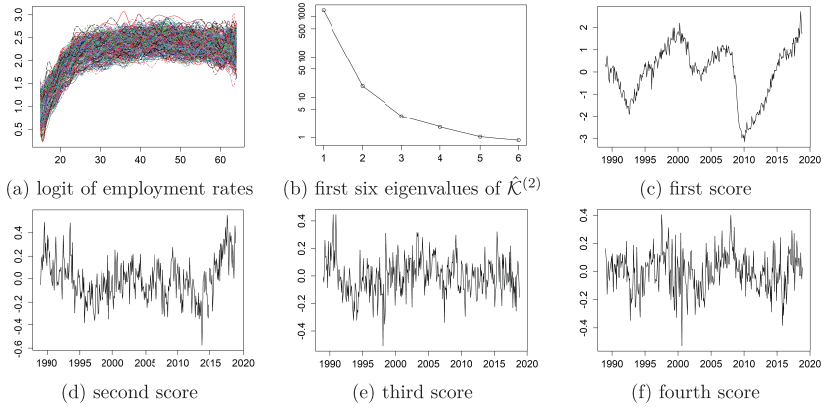 3.0
2.5
2.0
1.5
1.0
0.5
20 30 40 50 60
(a) logit of employment rates
1000
500
100
50
10
5
1
1 2 3 4 5 6
(b) first six eigenvalues of \hat{\mathcal{K}}^{(2)}
2
1
0
-1
-2
-3
1990 1995 2000 2005 2010 2015 2020
(c) first score
0.4
0.2
0.0
-0.2
-0.4
-0.6
1990 1995 2000 2005 2010 2015 2020
(d) second score
0.4
0.2
0.0
-0.2
-0.4
1990 1995 2000 2005 2010 2015 2020
(e) third score
0.4
0.2
0.0
-0.2
-0.4
1990 1995 2000 2005 2010 2015 2020
(f) fourth score